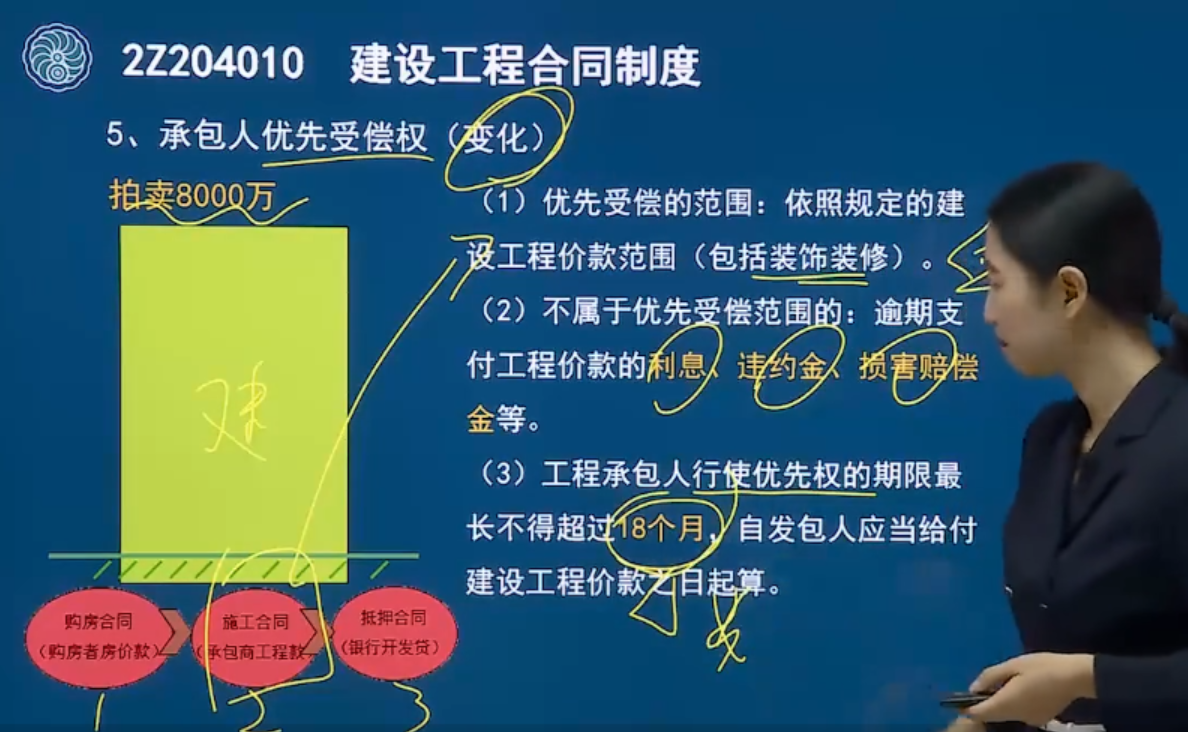 2Z204010 建设工程合同制度
5、承包人优先受偿权（变化）
拍卖8000万
建
（1）优先受偿的范围：依照规定的建
设工程价款范围（包括装饰装修）。
（2）不属于优先受偿范围的：逾期支
付工程价款的利息、违约金、损害赔偿
金等。
（3）工程承包人行使优先权的期限最
长不得超过18个月，自发包人应当给付
建设工程价款之日起算。
购房合同
（购房者房价款）
施工合同
（承包商工程款
抵押合同
（银行开发贷）
1 2 3